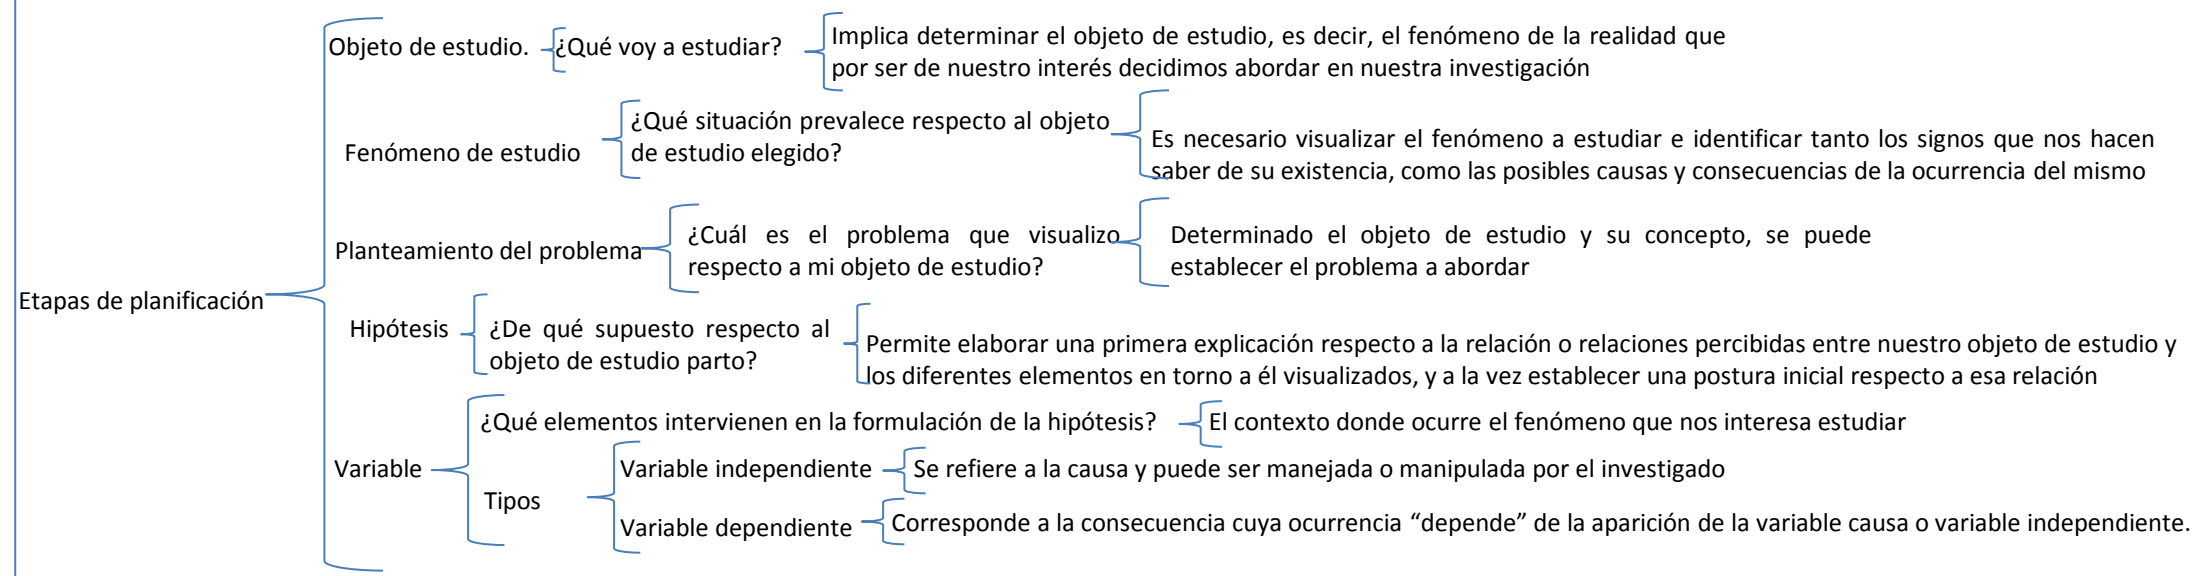 Objeto de estudio.
¿Qué voy a estudiar?
Implica determinar el objeto de estudio, es decir, el fenómeno de la realidad que
por ser de nuestro interés decidimos abordar en nuestra investigación
Fenómeno de estudio
¿Qué situación prevalece respecto al objeto
de estudio elegido?
Es necesario visualizar el fenómeno a estudiar e identificar tanto los signos que nos hacen
saber de su existencia, como las posibles causas y consecuencias de la ocurrencia del mismo
Planteamiento del problema
¿Cuál es el problema que visualizo
respecto a mi objeto de estudio?
Determinado el objeto de estudio y su concepto, se puede
establecer el problema a abordar
Etapas de planificación
Hipótesis
¿De qué supuesto respecto al
objeto de estudio parto?
Permite elaborar una primera explicación respecto a la relación o relaciones percibidas entre nuestro objeto de estudio y
los diferentes elementos en torno a él visualizados, y a la vez establecer una postura inicial respecto a esa relación
Variable
¿Qué elementos intervienen en la formulación de la hipótesis?
El contexto donde ocurre el fenómeno que nos interesa estudiar
Tipos
Variable independiente
Se refiere a la causa y puede ser manejada o manipulada por el investigado
Variable dependiente
Corresponde a la consecuencia cuya ocurrencia “depende” de la aparición de la variable causa o variable independiente.